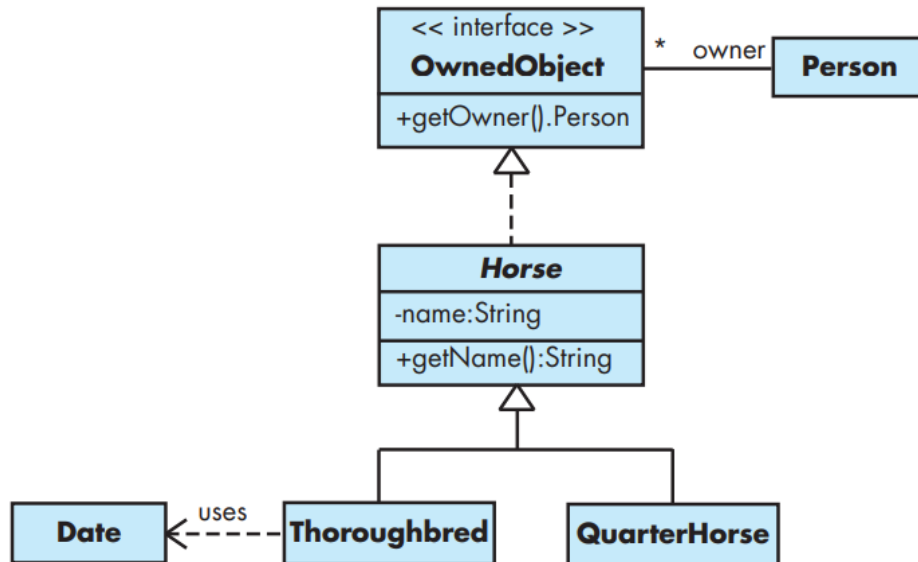 << interface >>
OwnedObject
* owner
Person
+getOwner().Person
Horse
-name:String
+getName():String
Date
uses
Thoroughbred
QuarterHorse